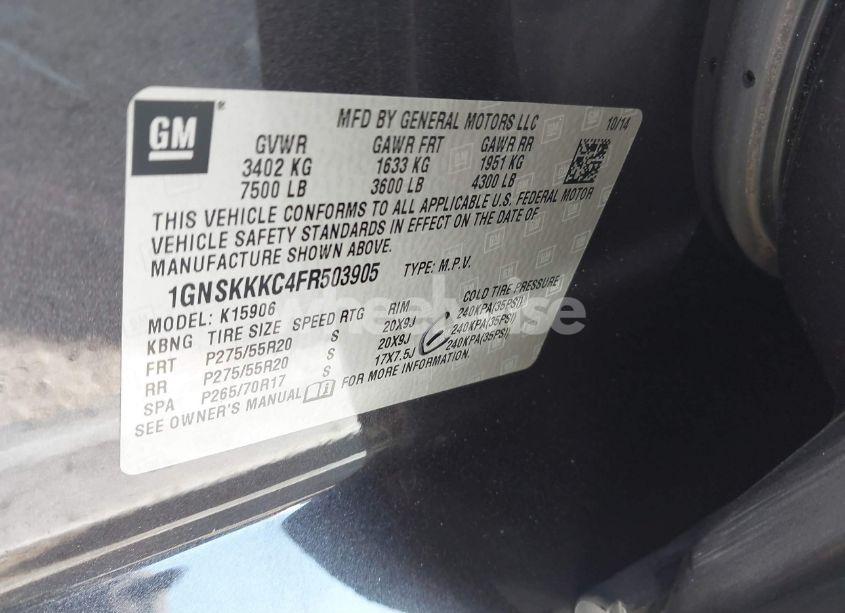 GM
MFD BY GENERAL MOTORS LLC 10/14
GVWR GAWR FRT GAWR RR
3402 KG 1633 KG 1951 KG
7500 LB 3600 LB 4300 LB
THIS VEHICLE CONFORMS TO ALL APPLICABLE U.S. FEDERAL MOTOR
VEHICLE SAFETY STANDARDS IN EFFECT ON THE DATE OF
MANUFACTURE SHOWN ABOVE.
1GNSKKKC4FR503905 TYPE: M.P.V.
MODEL: K15906
KBNG TIRE SIZE SPEED RTG RIM COLD TIRE PRESSURE
FRT P275/55R20 S 20X9J 240KPA(35PSI)
RR P275/55R20 S 20X9J 240KPA(35PSI)
SPA P265/70R17 S 17X7.5J 240KPA(35PSI)
SEE OWNER'S MANUAL FOR MORE INFORMATION.